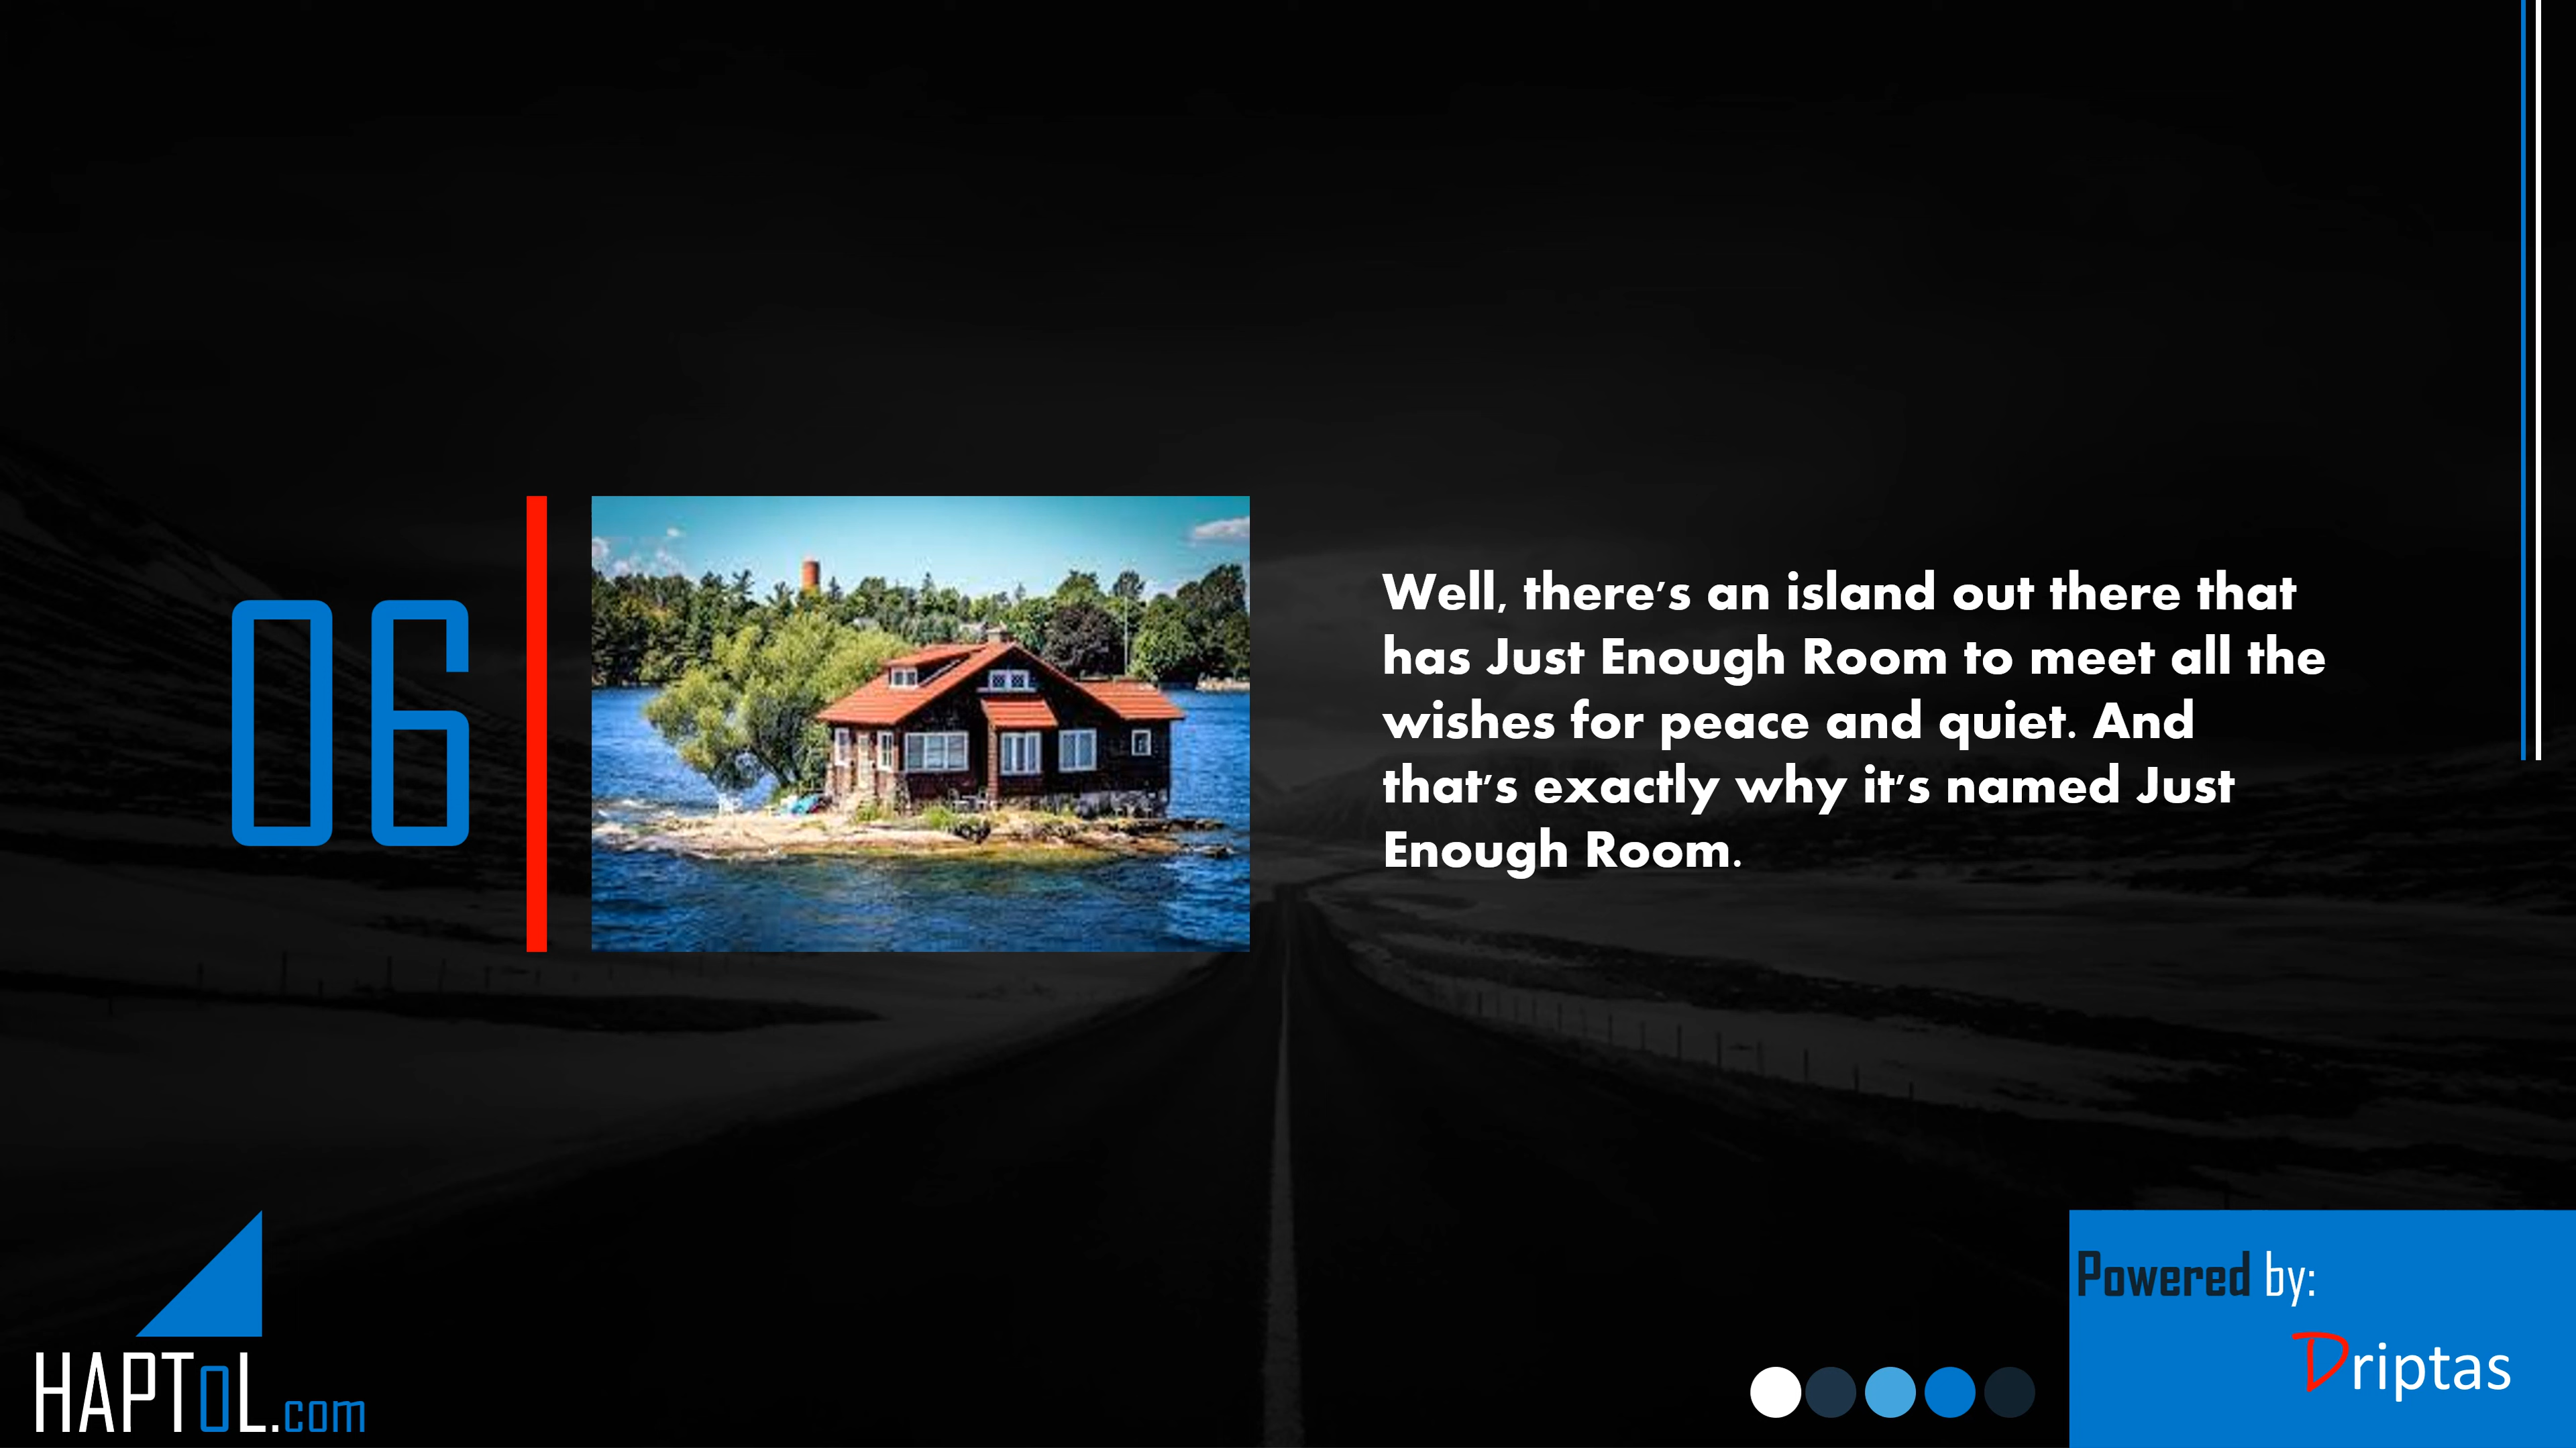 06
Well, there's an island out there that
has Just Enough Room to meet all the
wishes for peace and quiet. And
that's exactly why it's named Just
Enough Room.
HAPToL.com
Powered by:
Driptas